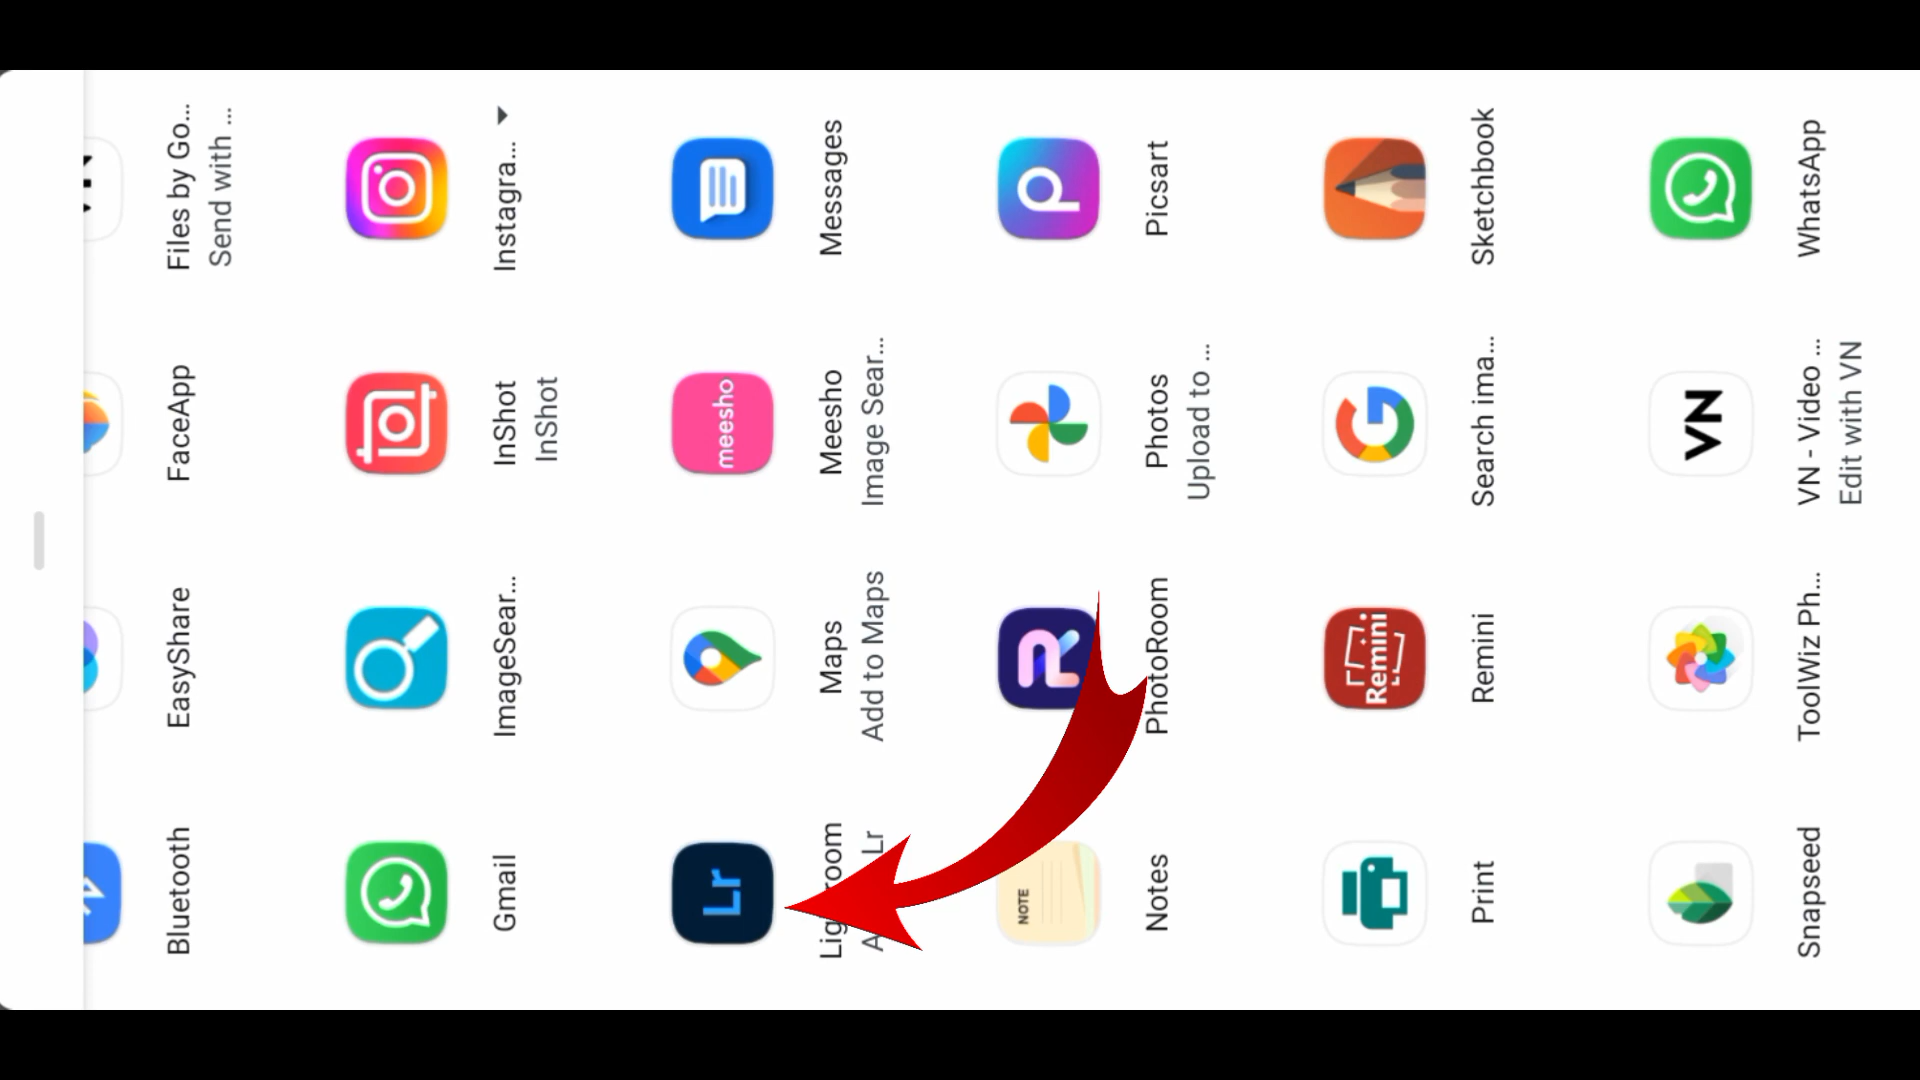 Bluetooth
EasyShare
FaceApp
Files by Go...
Send with ...
Gmail
ImageSear...
InShot
InShot
Instagra...
Lr
Lightroom
Lr
Maps
Add to Maps
meesho
Meesho
Image Sear...
Messages
NOTE
Notes
PhotoRoom
Photos
Upload to ...
Picsart
Print
Remini
Remini
Search ima...
Sketchbook
Snapseed
ToolWiz Ph...
VN
VN - Video ...
Edit with VN
WhatsApp